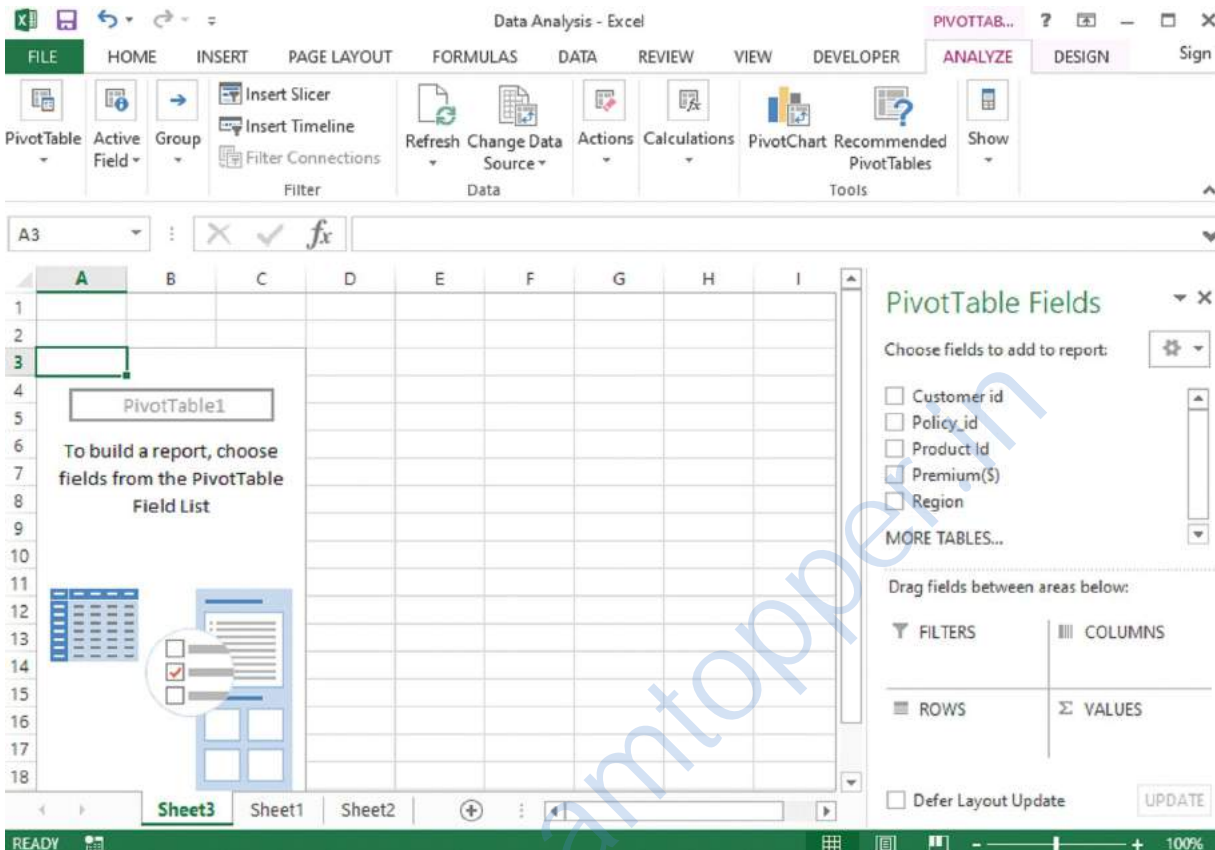 Data Analysis - Excel
PIVOTTAB... ?
FILE HOME INSERT PAGE LAYOUT FORMULAS DATA REVIEW VIEW DEVELOPER ANALYZE DESIGN Sign
PivotTable
Active Field
Group
Insert Slicer
Insert Timeline
Filter Connections
Filter
Refresh
Change Data Source
Data
Actions
Calculations
PivotChart
Recommended PivotTables
Tools
Show
A3 fx
A B C D E F G H I
1
2
3
4
5
6
7
8
9
10
11
12
13
14
15
16
17
18
PivotTable1
To build a report, choose
fields from the PivotTable
Field List
PivotTable Fields
Choose fields to add to report:
Customer id
Policy_id
Product Id
Premium($)
Region
MORE TABLES...
Drag fields between areas below:
FILTERS
COLUMNS
ROWS
Σ VALUES
Defer Layout Update
UPDATE
Sheet3 Sheet1 Sheet2
READY
100%
amtopper.in